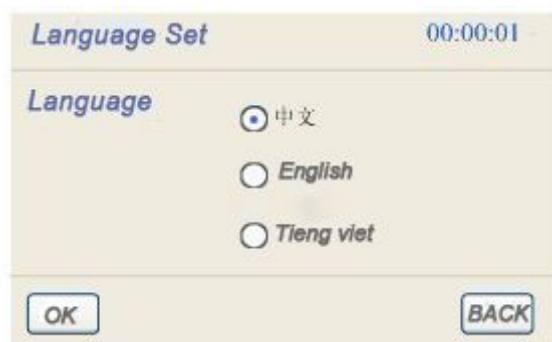 Language Set 00:00:01
Language
中文
English
Tieng viet
OK BACK